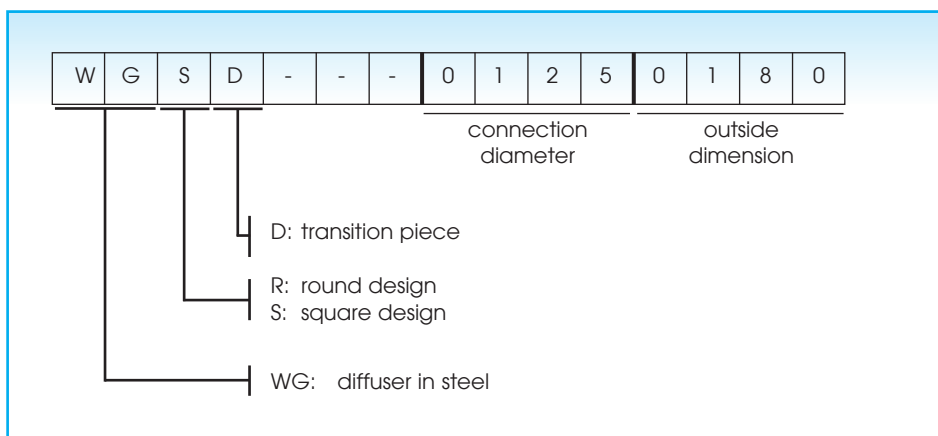 W G S D - - - 0 1 2 5 0 1 8 0
connection diameter
outside dimension
D: transition piece
R: round design
S: square design
WG: diffuser in steel